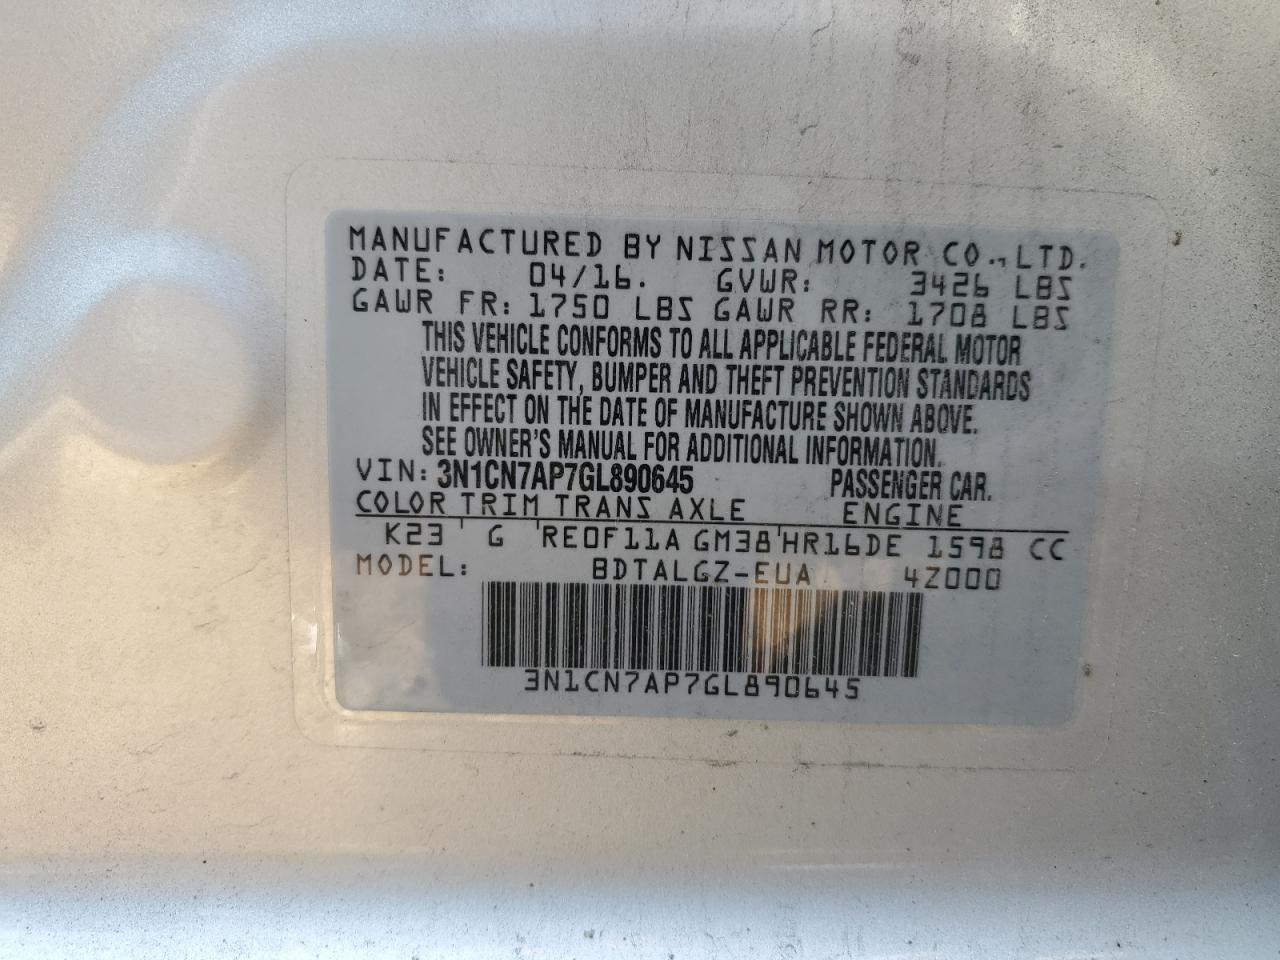 MANUFACTURED BY NISSAN MOTOR CO., LTD.
DATE: 04/16. GVWR: 3426 LBS
GAWR FR: 1750 LBS GAWR RR: 1708 LBS
THIS VEHICLE CONFORMS TO ALL APPLICABLE FEDERAL MOTOR
VEHICLE SAFETY, BUMPER AND THEFT PREVENTION STANDARDS
IN EFFECT ON THE DATE OF MANUFACTURE SHOWN ABOVE.
SEE OWNER'S MANUAL FOR ADDITIONAL INFORMATION.
VIN: 3N1CN7AP7GL890645 PASSENGER CAR.
COLOR TRIM TRANS AXLE ENGINE
K23 G RE0F11A GM38 HR16DE 1598 CC
MODEL: BDTALGZ-EUA 4Z000
3N1CN7AP7GL890645